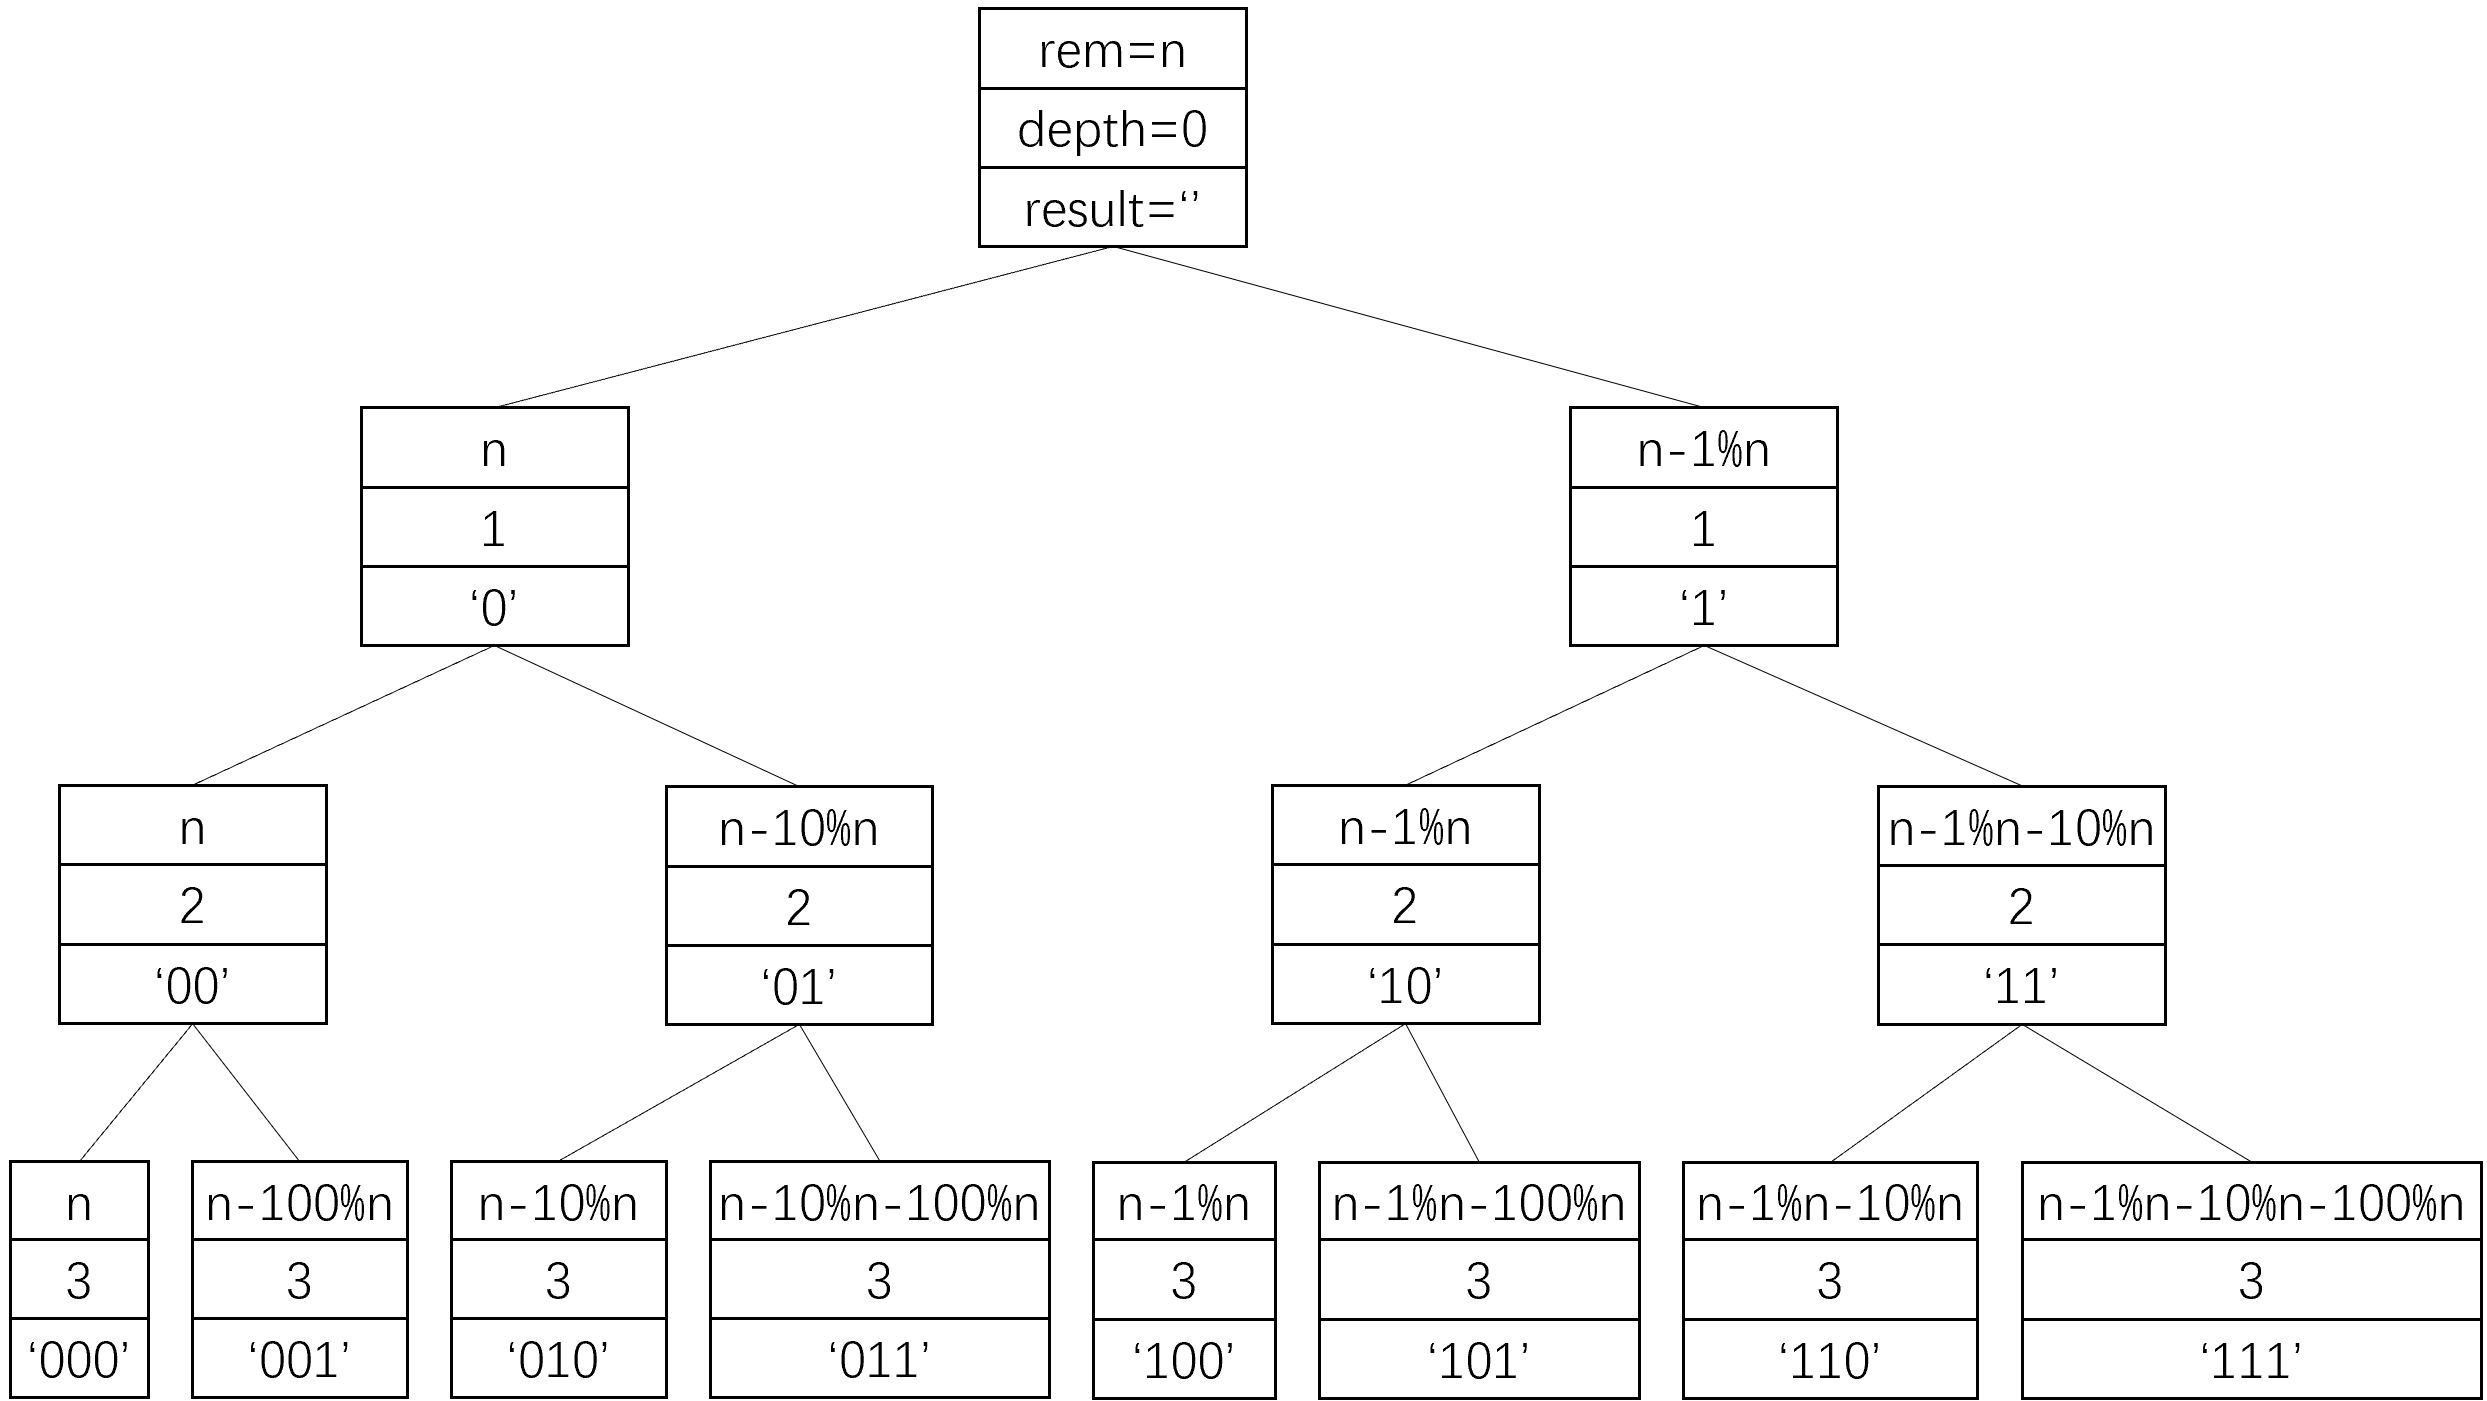 rem=n
depth=0
result=‘’
n
1
‘0’
n-1%n
1
‘1’
n
2
‘00’
n-10%n
2
‘01’
n-1%n
2
‘10’
n-1%n-10%n
2
‘11’
n
3
‘000’
n-100%n
3
‘001’
n-10%n
3
‘010’
n-10%n-100%n
3
‘011’
n-1%n
3
‘100’
n-1%n-100%n
3
‘101’
n-1%n-10%n
3
‘110’
n-1%n-10%n-100%n
3
‘111’